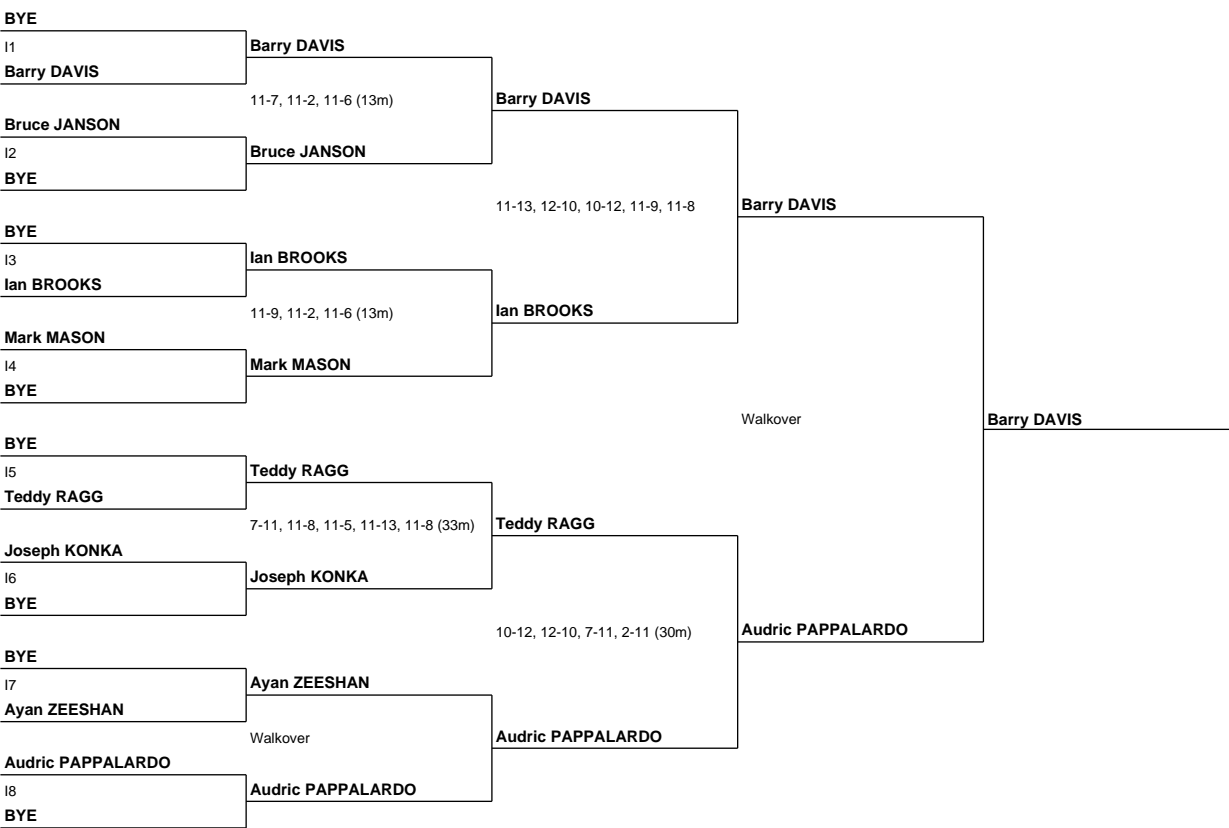 BYE
I1
Barry DAVIS
Barry DAVIS
11-7, 11-2, 11-6 (13m)
Barry DAVIS
Bruce JANSON
I2
Bruce JANSON
BYE
11-13, 12-10, 10-12, 11-9, 11-8
Barry DAVIS
BYE
I3
Ian BROOKS
Ian BROOKS
11-9, 11-2, 11-6 (13m)
Ian BROOKS
Mark MASON
I4
Mark MASON
BYE
Walkover
Barry DAVIS
BYE
I5
Teddy RAGG
Teddy RAGG
7-11, 11-8, 11-5, 11-13, 11-8 (33m)
Teddy RAGG
Joseph KONKA
I6
Joseph KONKA
BYE
10-12, 12-10, 7-11, 2-11 (30m)
Audric PAPPALARDO
BYE
I7
Ayan ZEESHAN
Ayan ZEESHAN
Walkover
Audric PAPPALARDO
Audric PAPPALARDO
I8
Audric PAPPALARDO
BYE